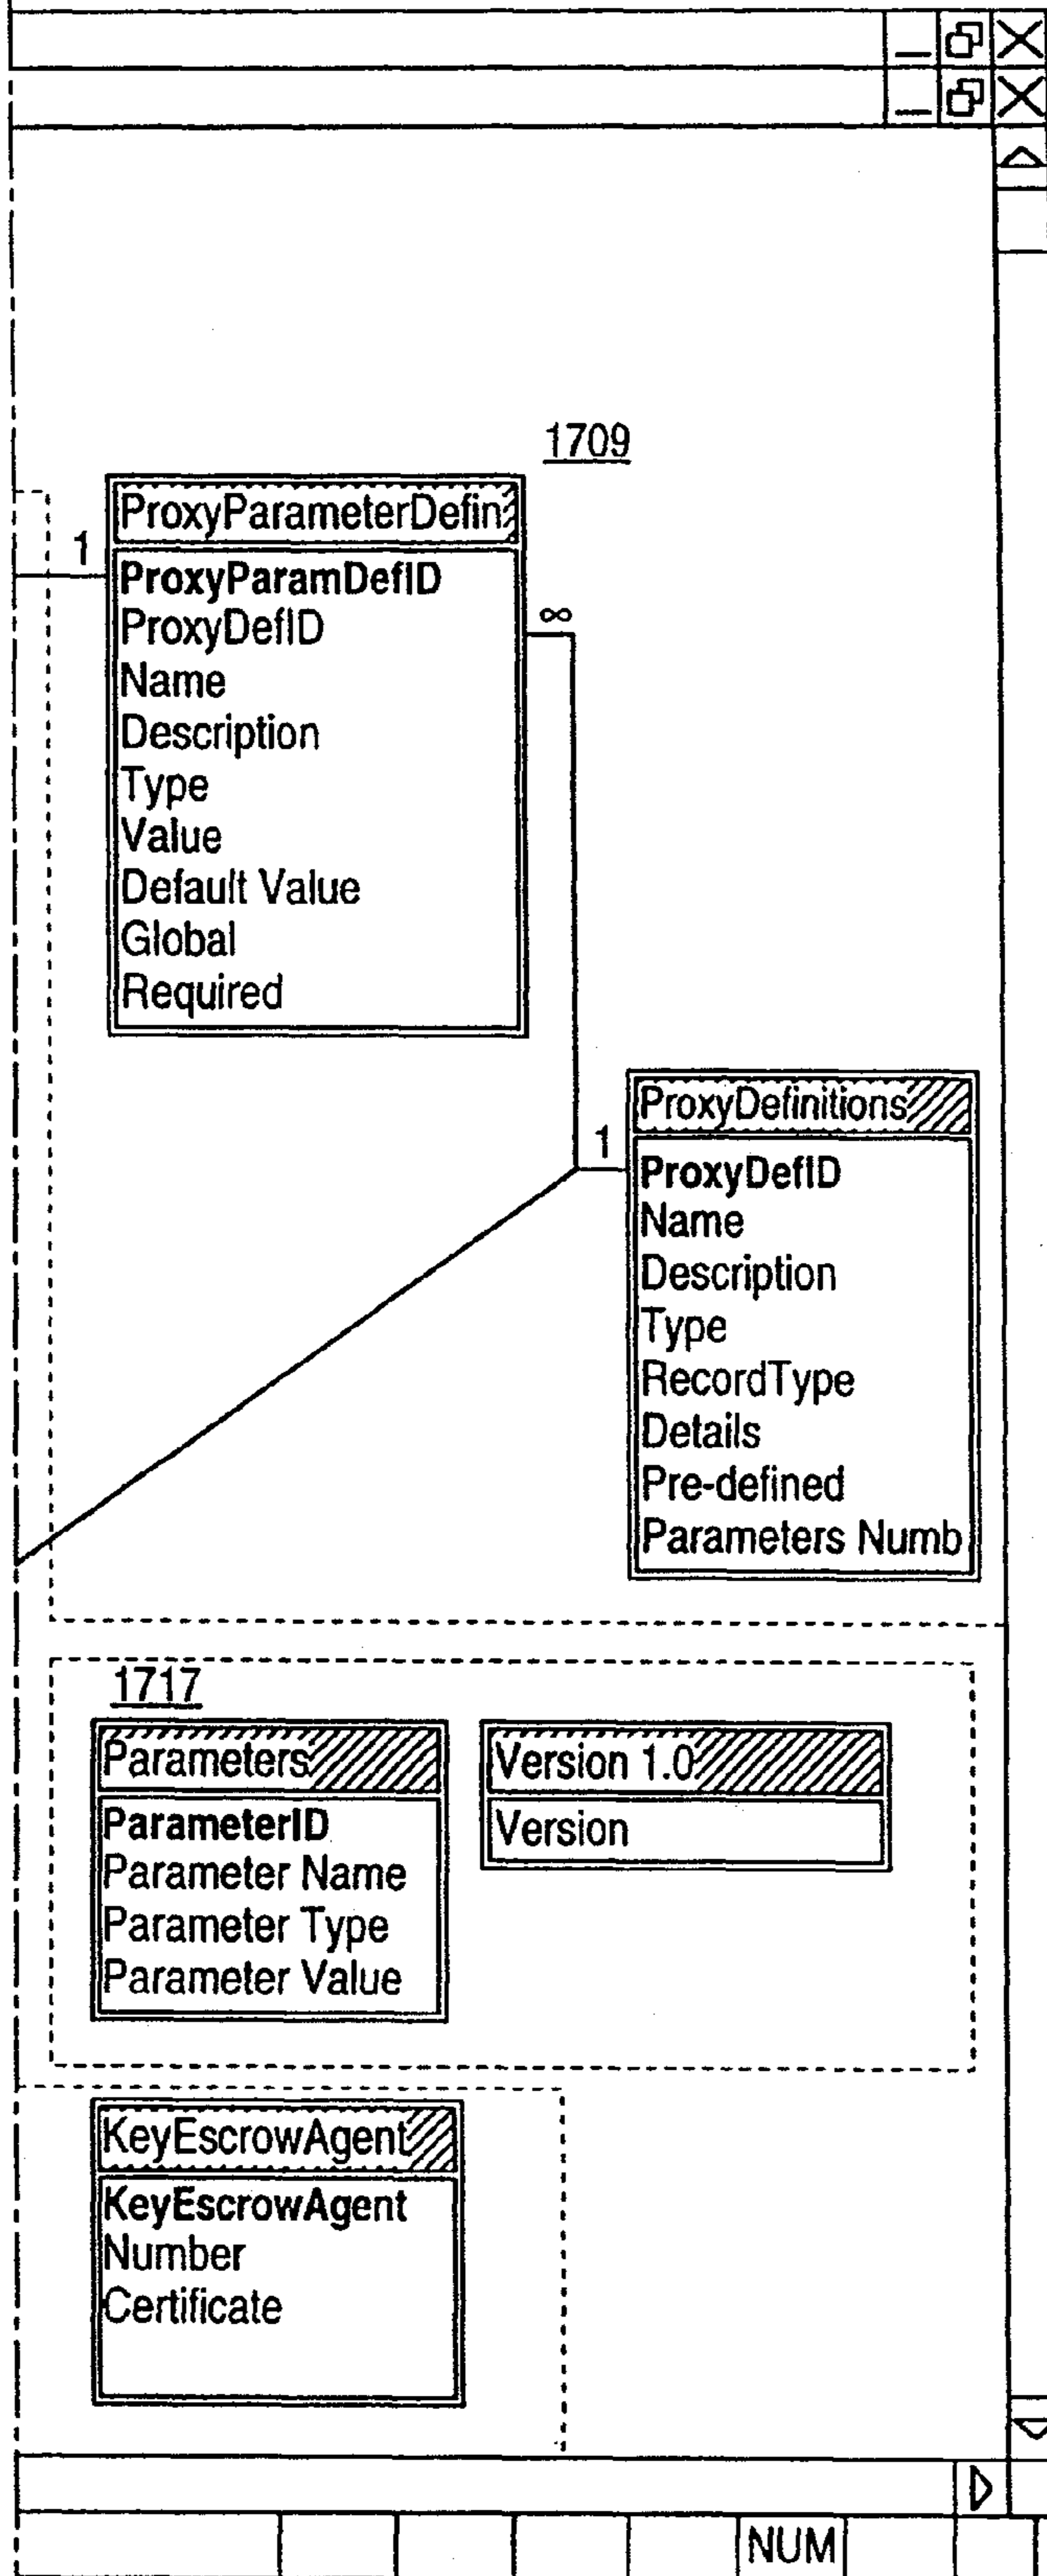 1709
ProxyParameterDefin
1
ProxyParamDefID
∞
ProxyDefID
Name
Description
Type
Value
Default Value
Global
Required
ProxyDefinitions
1
ProxyDefID
Name
Description
Type
RecordType
Details
Pre-defined
Parameters Numb
1717
Parameters
ParameterID
Parameter Name
Parameter Type
Parameter Value
Version 1.0
Version
KeyEscrowAgent
KeyEscrowAgent
Number
Certificate
NUM